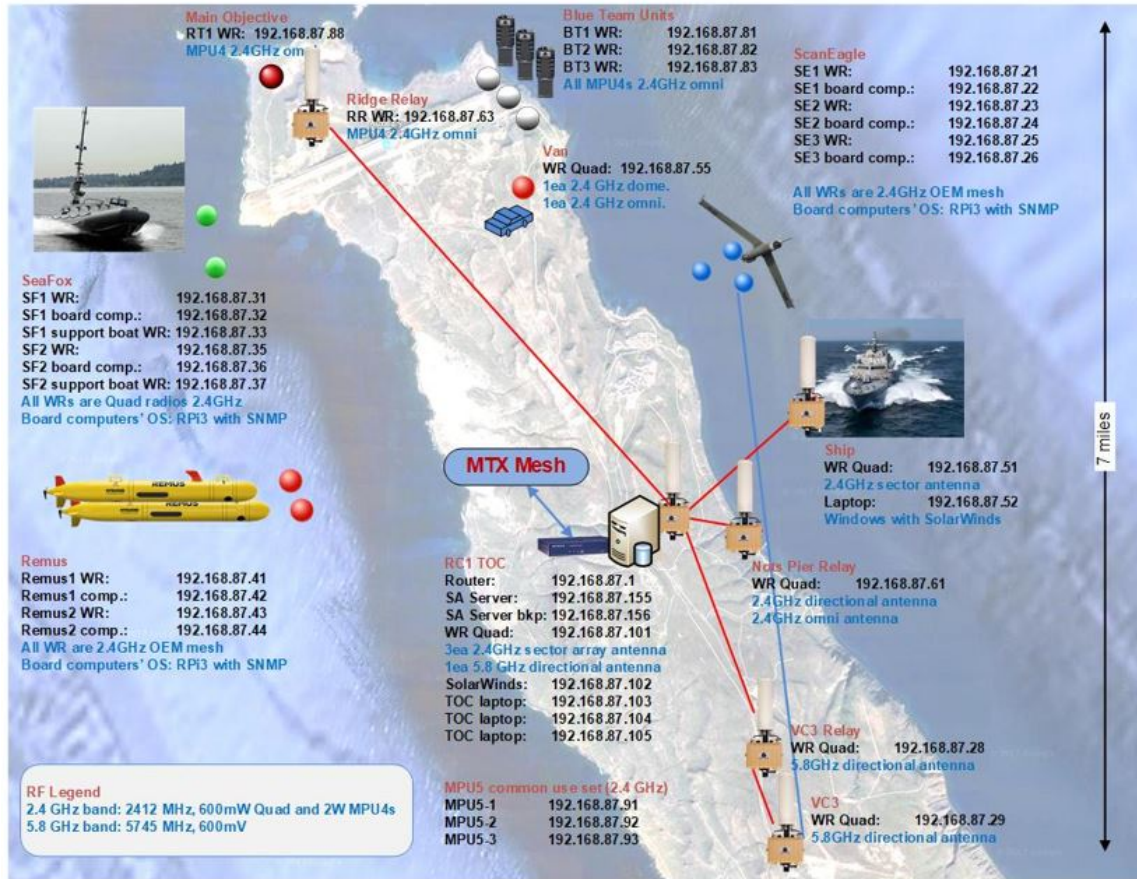 Main Objective
RT1 WR: 192.168.87.88
MPU4 2.4GHz omni
Ridge Relay
RR WR: 192.168.87.63
MPU4 2.4GHz omni
Blue Team Units
BT1 WR: 192.168.87.81
BT2 WR: 192.168.87.82
BT3 WR: 192.168.87.83
All MPU4s 2.4GHz omni
ScanEagle
SE1 WR: 192.168.87.21
SE1 board comp.: 192.168.87.22
SE2 WR: 192.168.87.23
SE2 board comp.: 192.168.87.24
SE3 WR: 192.168.87.25
SE3 board comp.: 192.168.87.26
All WRs are 2.4GHz OEM mesh
Board computers' OS: RPi3 with SNMP
Van
WR Quad: 192.168.87.55
1ea 2.4 GHz dome.
1ea 2.4 GHz omni.
SeaFox
SF1 WR: 192.168.87.31
SF1 board comp.: 192.168.87.32
SF1 support boat WR: 192.168.87.33
SF2 WR: 192.168.87.35
SF2 board comp.: 192.168.87.36
SF2 support boat WR: 192.168.87.37
All WRs are Quad radios 2.4GHz
Board computers' OS: RPi3 with SNMP
7 miles
Ship
WR Quad: 192.168.87.51
2.4GHz sector antenna
Laptop: 192.168.87.52
Windows with SolarWinds
MTX Mesh
REMUS
REMUS
Remus
Remus1 WR: 192.168.87.41
Remus1 comp.: 192.168.87.42
Remus2 WR: 192.168.87.43
Remus2 comp.: 192.168.87.44
All WR are 2.4GHz OEM mesh
Board computers' OS: RPi3 with SNMP
RC1 TOC
Router: 192.168.87.1
SA Server: 192.168.87.155
SA Server bkp: 192.168.87.156
WR Quad: 192.168.87.101
3ea 2.4GHz sector array antenna
1ea 5.8 GHz directional antenna
SolarWinds: 192.168.87.102
TOC laptop: 192.168.87.103
TOC laptop: 192.168.87.104
TOC laptop: 192.168.87.105
Nots Pier Relay
WR Quad: 192.168.87.61
2.4GHz directional antenna
2.4GHz omni antenna
VC3 Relay
WR Quad: 192.168.87.28
5.8GHz directional antenna
VC3
WR Quad: 192.168.87.29
5.8GHz directional antenna
MPU5 common use set (2.4 GHz)
MPU5-1 192.168.87.91
MPU5-2 192.168.87.92
MPU5-3 192.168.87.93
RF Legend
2.4 GHz band: 2412 MHz, 600mW Quad and 2W MPU4s
5.8 GHz band: 5745 MHz, 600mV